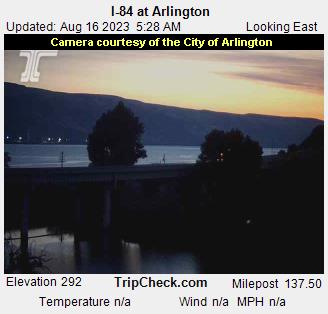 I-84 at Arlington
Updated: Aug 16 2023 5:28 AM Looking East
Camera courtesy of the City of Arlington
Elevation 292 TripCheck.com Milepost 137.50
Temperature n/a Wind n/a MPH n/a